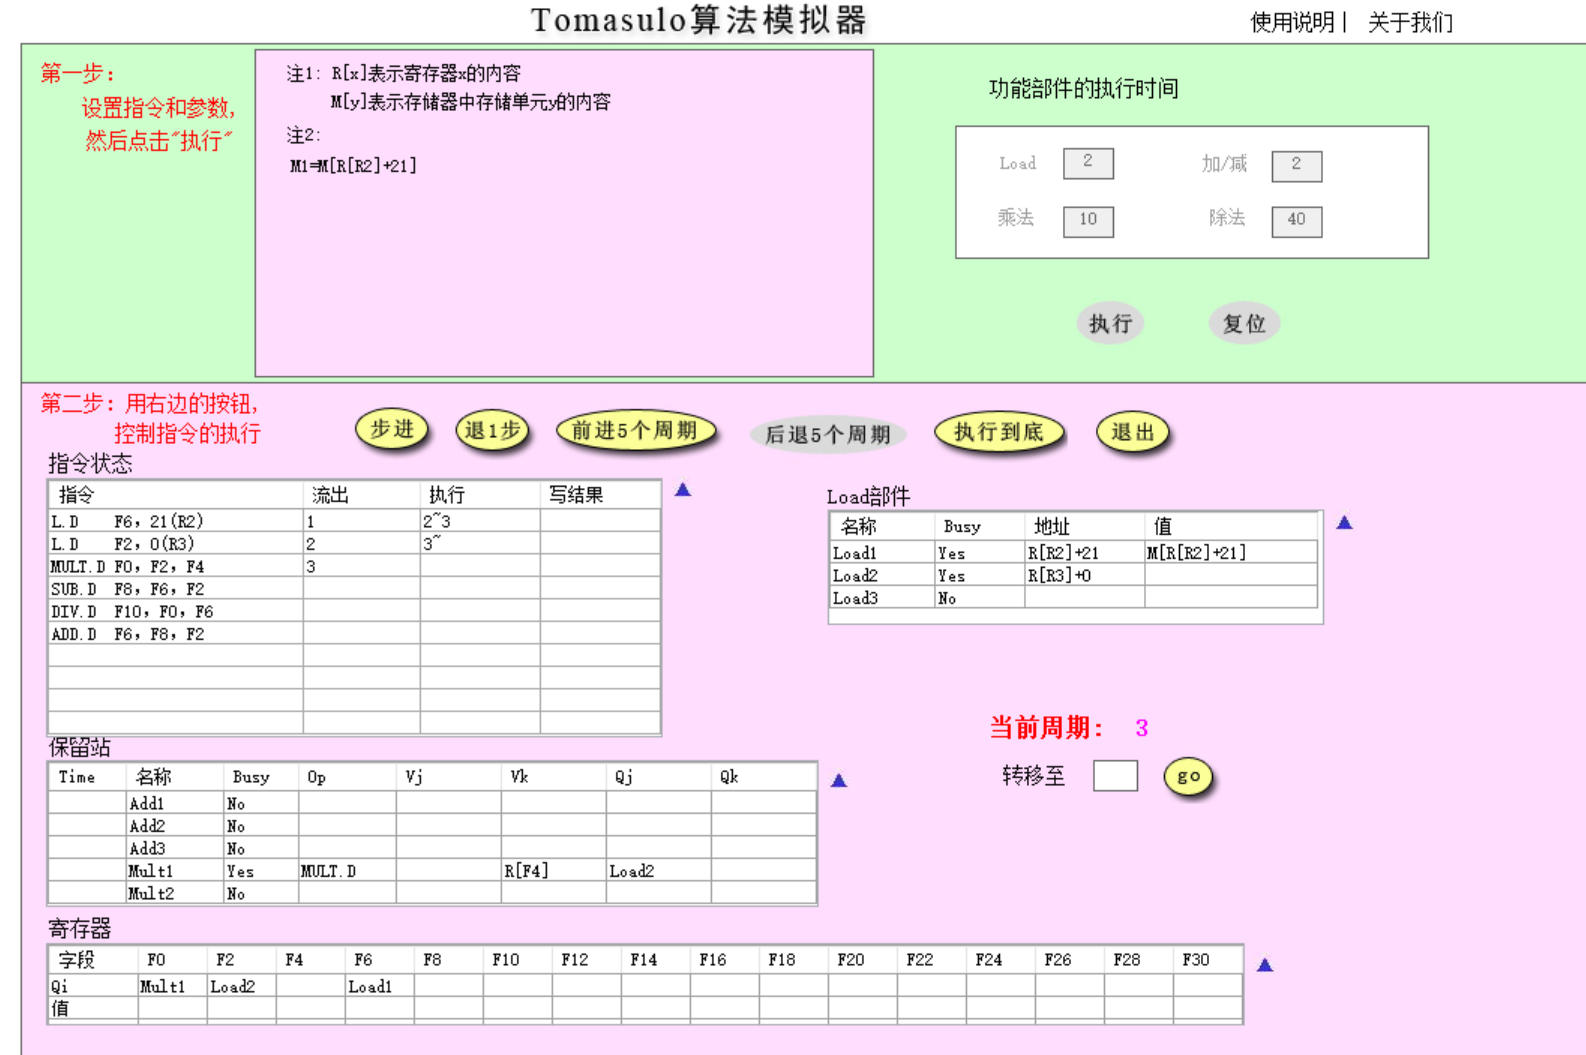 Tomasulo算法模拟器
使用说明| 关于我们
第一步：
设置指令和参数,
然后点击"执行"
注1: R[x]表示寄存器x的内容
M[y]表示存储器中存储单元y的内容
注2:
M1=M[R[R2]+21]
功能部件的执行时间
Load 2 加/减 2
乘法 10 除法 40
执行 复位
第二步: 用右边的按钮,
控制指令的执行
步进 退1步 前进5个周期 后退5个周期 执行到底 退出
指令状态
指令 流出 执行 写结果
L.D F6, 21(R2) 1 2~3
L.D F2, 0(R3) 2 3~
MULT.D F0, F2, F4 3
SUB.D F8, F6, F2
DIV.D F10, F0, F6
ADD.D F6, F8, F2
Load部件
名称 Busy 地址 值
Load1 Yes R[R2]+21 M[R[R2]+21]
Load2 Yes R[R3]+0
Load3 No
当前周期: 3
转移至 go
保留站
Time 名称 Busy Op Vj Vk Qj Qk
Add1 No
Add2 No
Add3 No
Mult1 Yes MULT.D R[F4] Load2
Mult2 No
寄存器
字段 F0 F2 F4 F6 F8 F10 F12 F14 F16 F18 F20 F22 F24 F26 F28 F30
Qi Mult1 Load2 Load1
值